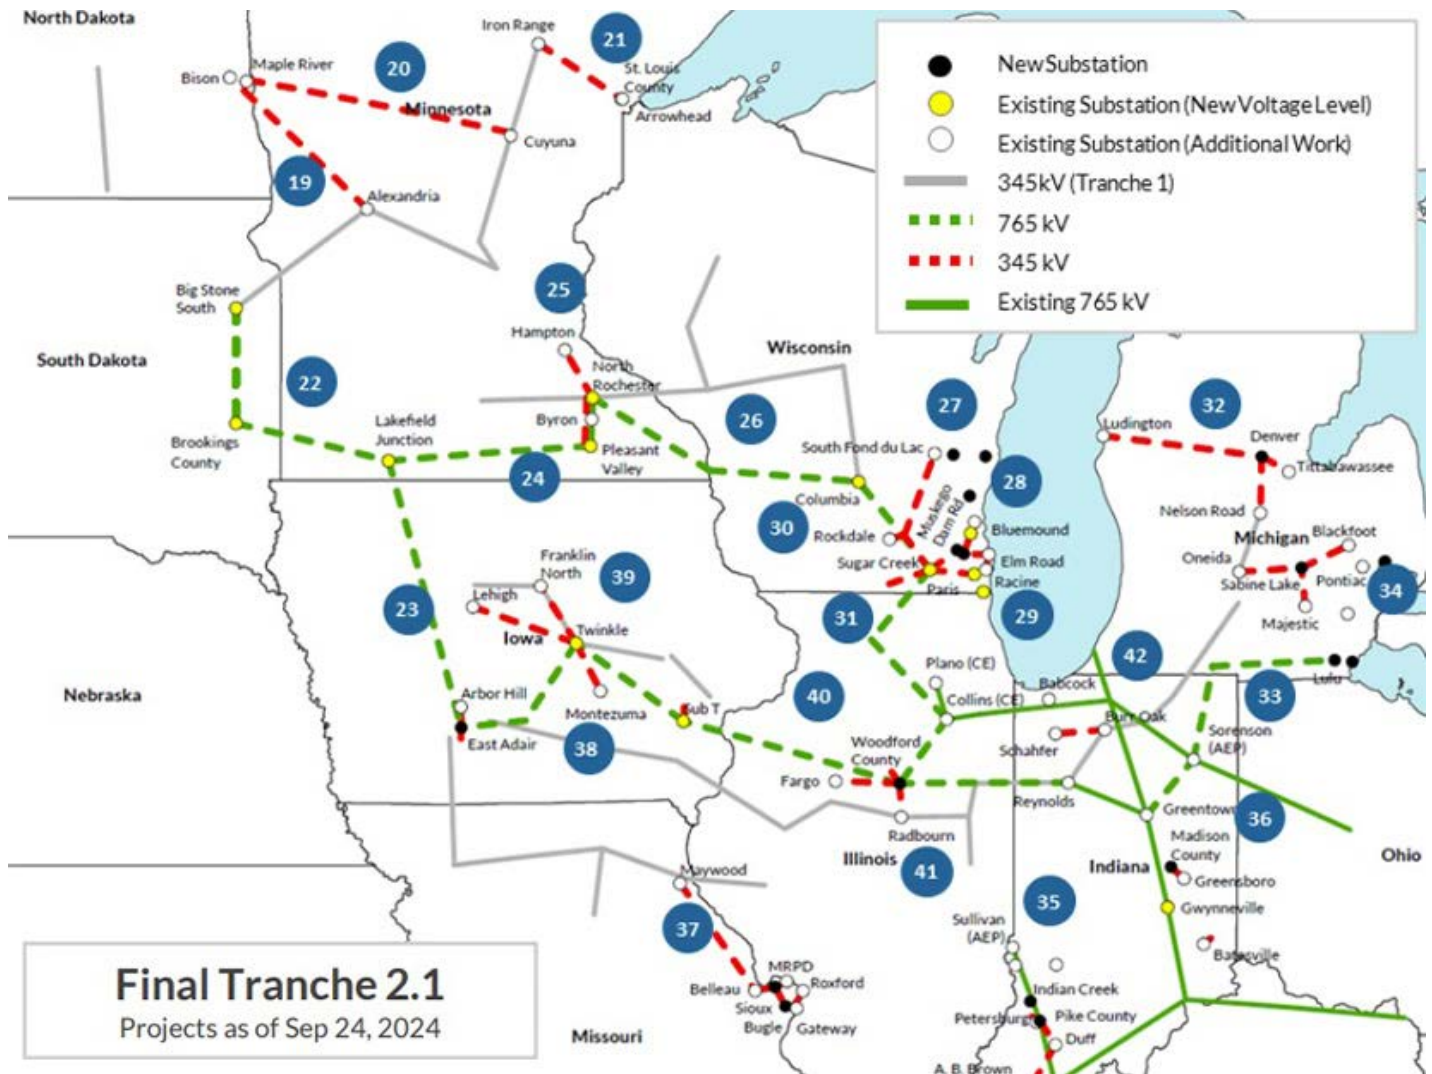 North Dakota
Iron Range
21
20
Maple River
Bison
St. Louis
County
Minnesota
Arrowhead
Cuyuna
19
Alexandria
New Substation
Existing Substation (New Voltage Level)
Existing Substation (Additional Work)
345kV (Tranche 1)
765 kV
345 kV
Existing 765 kV
Big Stone
South
25
Hampton
South Dakota
22
North
Rochester
Wisconsin
Byron
Lakefield
Junction
Brookings
County
Pleasant
Valley
24
26
27
South Fond du Lac
Columbia
28
32
Ludington
Denver
Tittabawassee
30
Rockdale
Muskego
Dam Rd
Bluemound
Sugar Creek
Elm Road
Racine
Paris
Nelson Road
Michigan
Blackfoot
Oneida
Sabine Lake
Pontiac
34
Majestic
Franklin
North
39
Lehigh
23
Iowa
Twinkle
31
29
Nebraska
Arbor Hill
Montezuma
Sub T
East Adair
38
40
Plano (CE)
Collins (CE)
Babcock
42
Lulu
33
Burr Oak
Schahfer
Sorenson
(AEP)
Woodford
County
Fargo
Reynolds
Radbourn
Illinois
41
Greentown
36
Madison
County
Indiana
Greensboro
Ohio
Gwynneville
Batesville
Maywood
37
35
Sullivan
(AEP)
MRPD
Belleau
Roxford
Sioux
Bugle
Gateway
Missouri
Indian Creek
Petersburg
Pike County
Duff
A. B. Brown
Final Tranche 2.1
Projects as of Sep 24, 2024